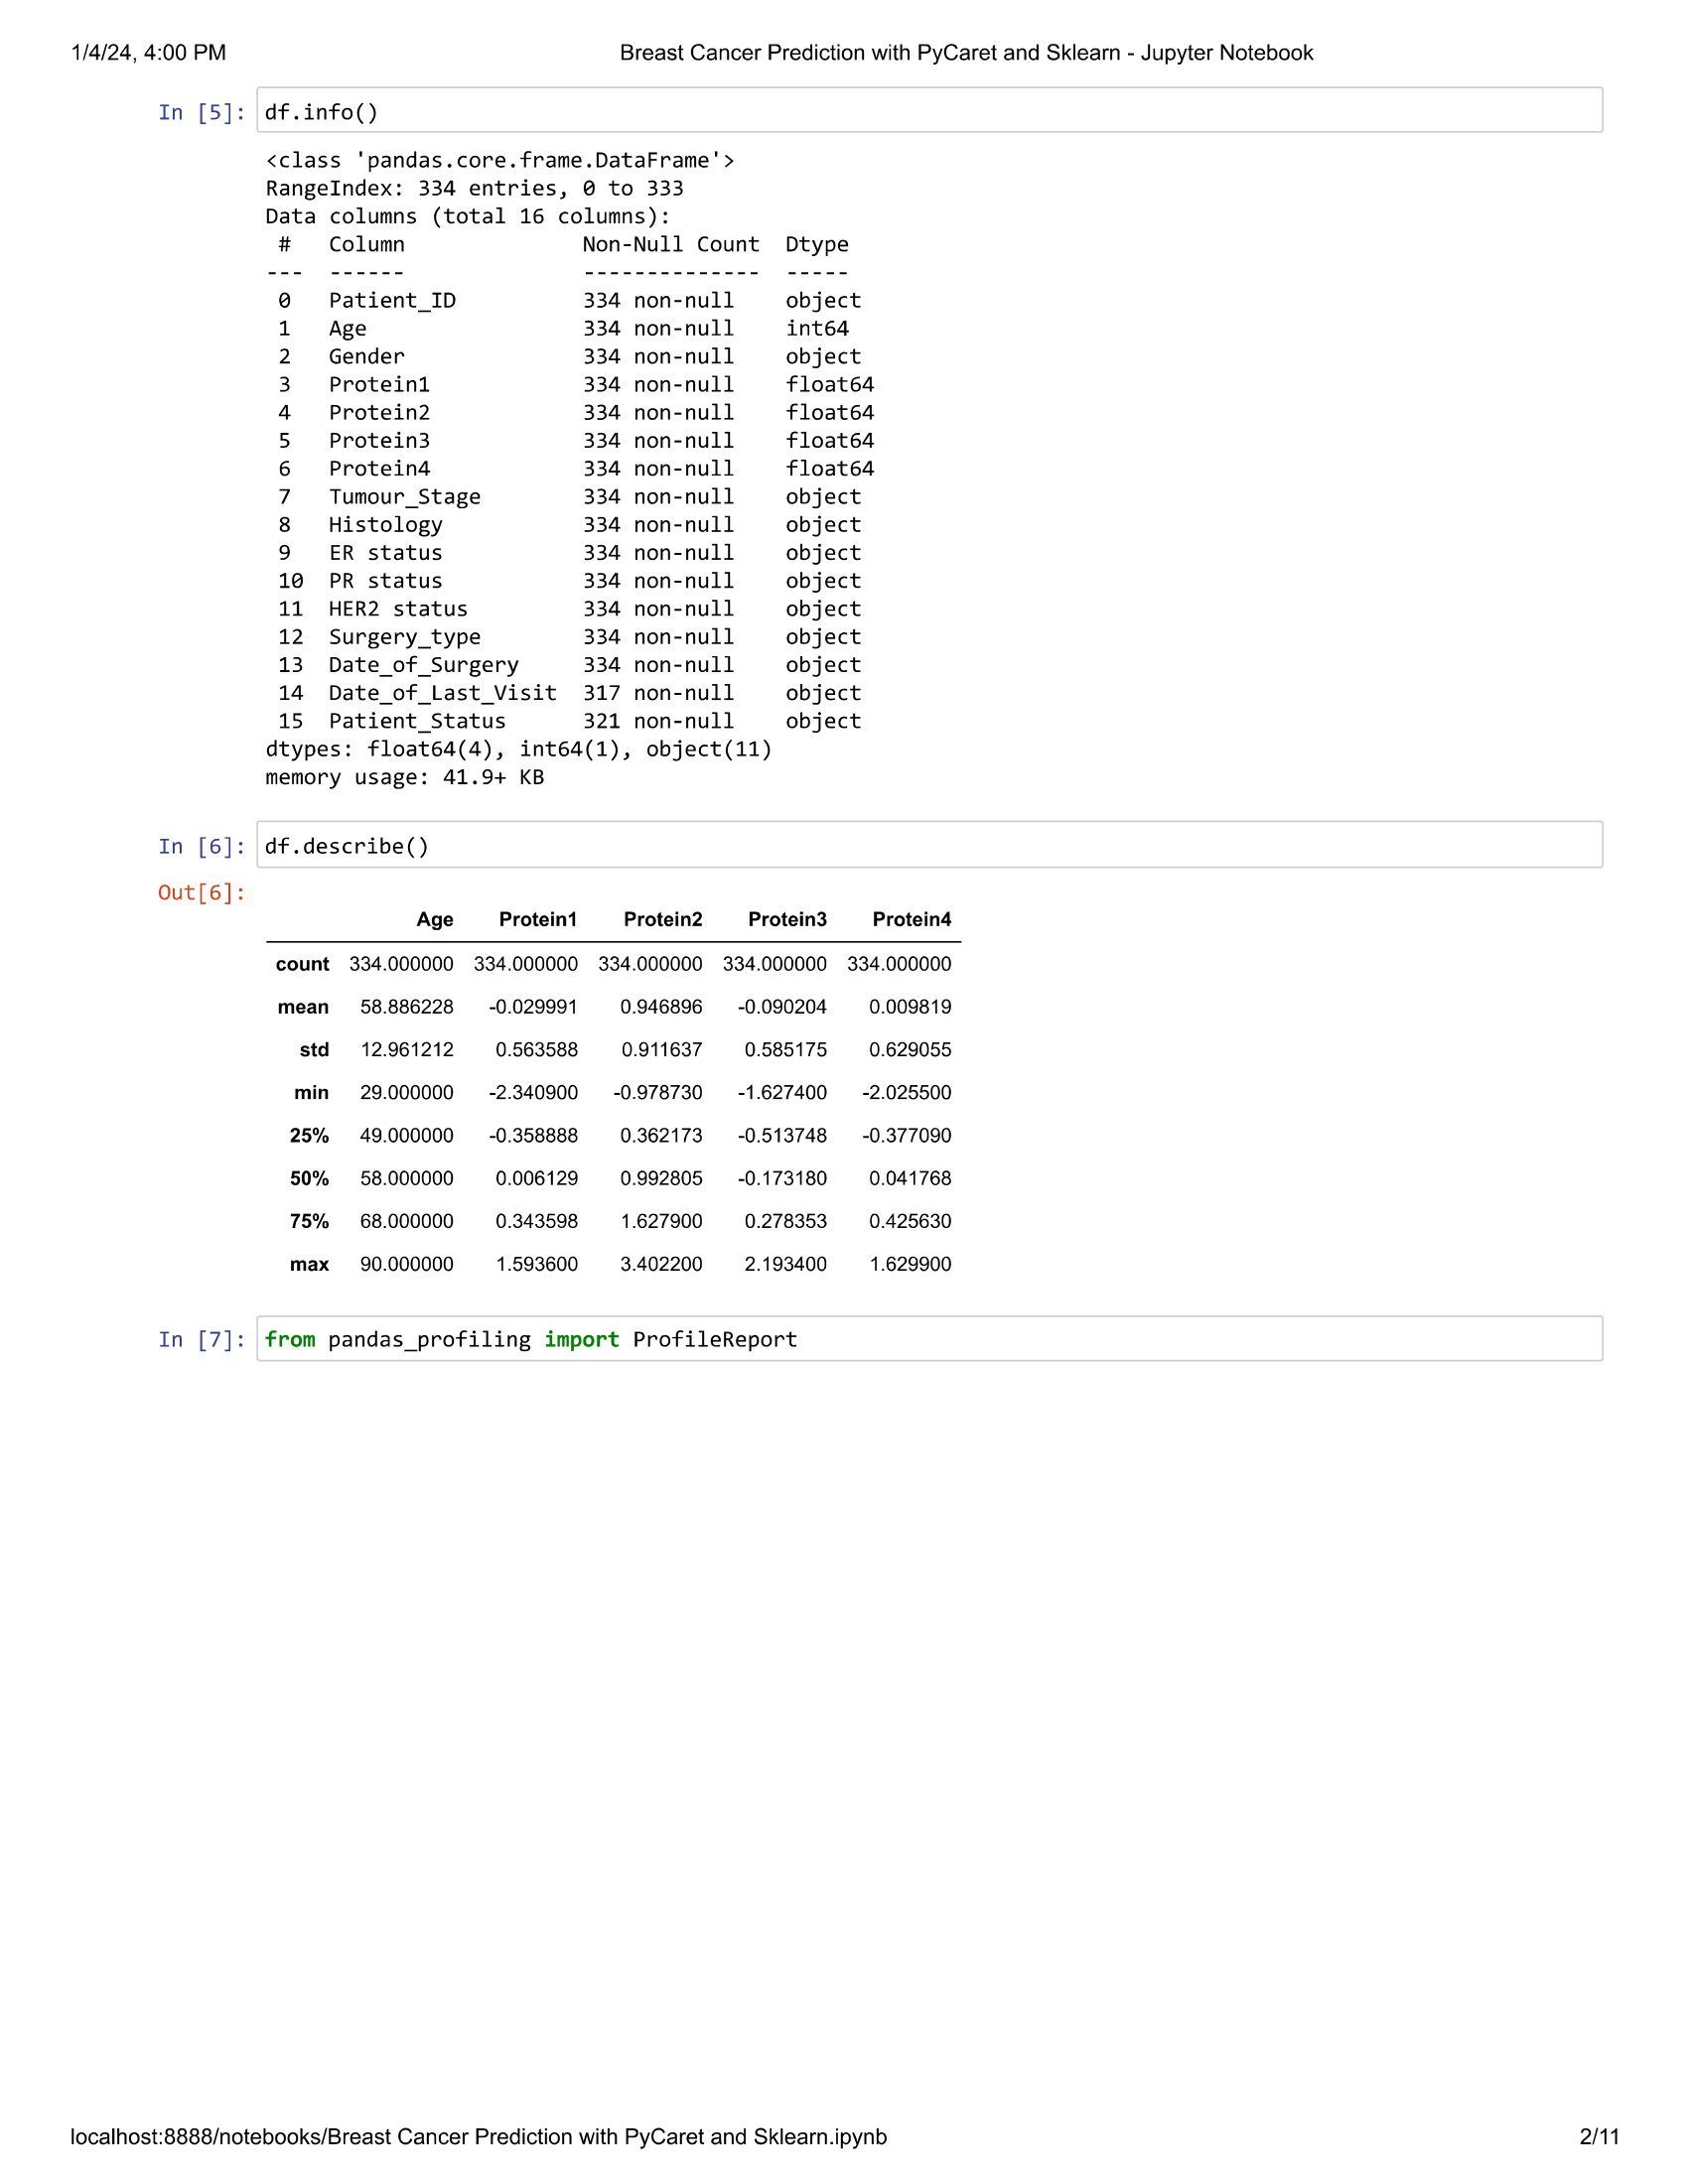 1/4/24, 4:00 PM Breast Cancer Prediction with PyCaret and Sklearn - Jupyter Notebook
In [5]: df.info()
<class 'pandas.core.frame.DataFrame'>
RangeIndex: 334 entries, 0 to 333
Data columns (total 16 columns):
 #   Column              Non-Null Count  Dtype
---  ------              --------------  -----
 0   Patient_ID          334 non-null    object
 1   Age                 334 non-null    int64
 2   Gender              334 non-null    object
 3   Protein1            334 non-null    float64
 4   Protein2            334 non-null    float64
 5   Protein3            334 non-null    float64
 6   Protein4            334 non-null    float64
 7   Tumour_Stage        334 non-null    object
 8   Histology           334 non-null    object
 9   ER status           334 non-null    object
 10  PR status           334 non-null    object
 11  HER2 status         334 non-null    object
 12  Surgery_type        334 non-null    object
 13  Date_of_Surgery     334 non-null    object
 14  Date_of_Last_Visit  317 non-null    object
 15  Patient_Status      321 non-null    object
dtypes: float64(4), int64(1), object(11)
memory usage: 41.9+ KB
In [6]: df.describe()
Out[6]:
Age Protein1 Protein2 Protein3 Protein4
count 334.000000 334.000000 334.000000 334.000000 334.000000
mean 58.886228 -0.029991 0.946896 -0.090204 0.009819
std 12.961212 0.563588 0.911637 0.585175 0.629055
min 29.000000 -2.340900 -0.978730 -1.627400 -2.025500
25% 49.000000 -0.358888 0.362173 -0.513748 -0.377090
50% 58.000000 0.006129 0.992805 -0.173180 0.041768
75% 68.000000 0.343598 1.627900 0.278353 0.425630
max 90.000000 1.593600 3.402200 2.193400 1.629900
In [7]: from pandas_profiling import ProfileReport
localhost:8888/notebooks/Breast Cancer Prediction with PyCaret and Sklearn.ipynb 2/11